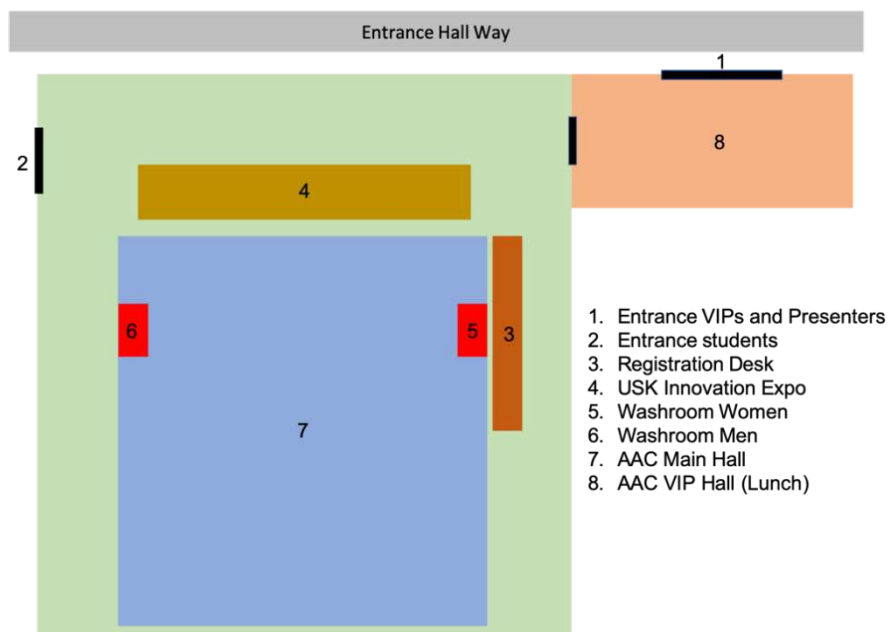 Entrance Hall Way
1
2
8
4
6
5
3
7
1. Entrance VIPs and Presenters
2. Entrance students
3. Registration Desk
4. USK Innovation Expo
5. Washroom Women
6. Washroom Men
7. AAC Main Hall
8. AAC VIP Hall (Lunch)